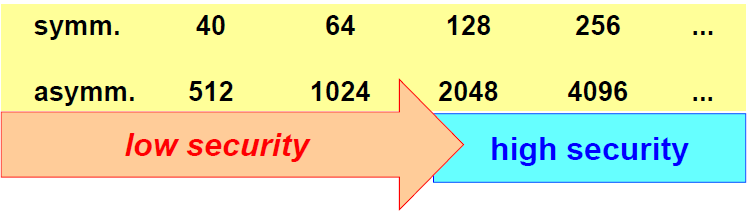 symm. 40 64 128 256 ...
asymm. 512 1024 2048 4096 ...
low security
high security